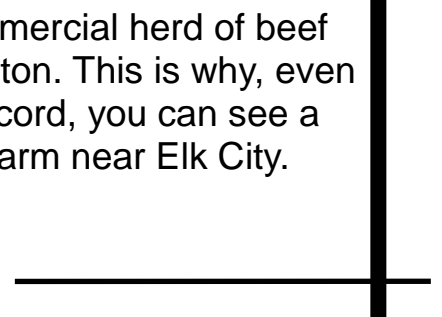 mercial herd of beef
ton. This is why, even
cord, you can see a
arm near Elk City.